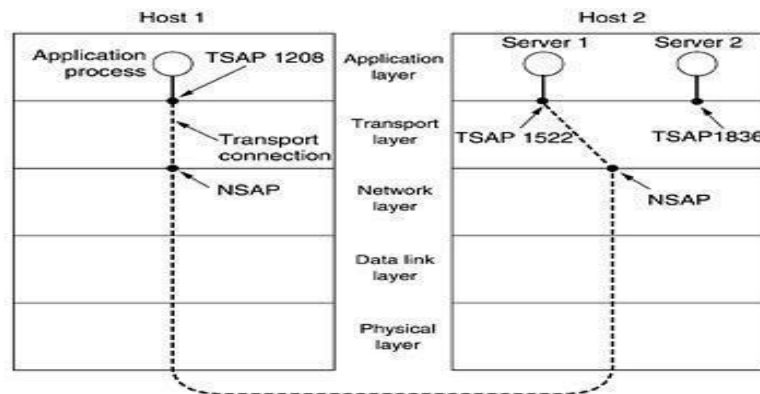 Host 1
Host 2
Application
process
TSAP 1208
Application
layer
Server 1
Server 2
Transport
connection
Transport
layer
TSAP 1522
TSAP1836
NSAP
Network
layer
NSAP
Data link
layer
Physical
layer